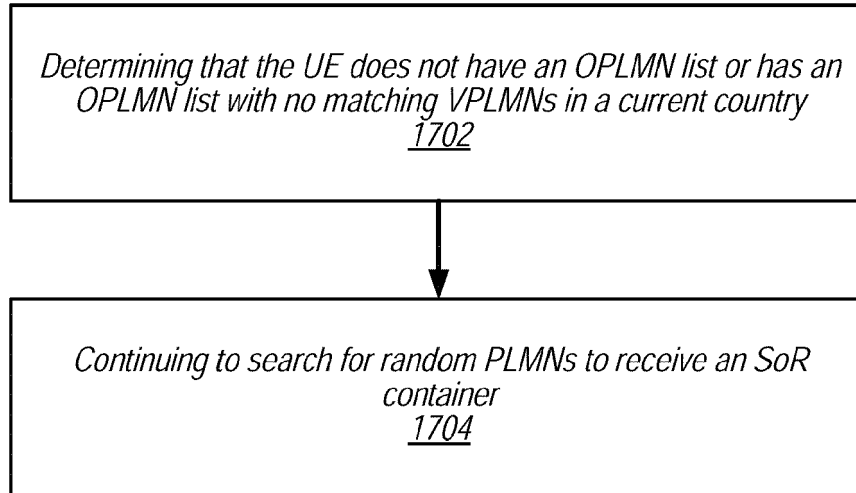 Determining that the UE does not have an OPLMN list or has an
OPLMN list with no matching VPLMNs in a current country
1702
Continuing to search for random PLMNs to receive an SoR
container
1704